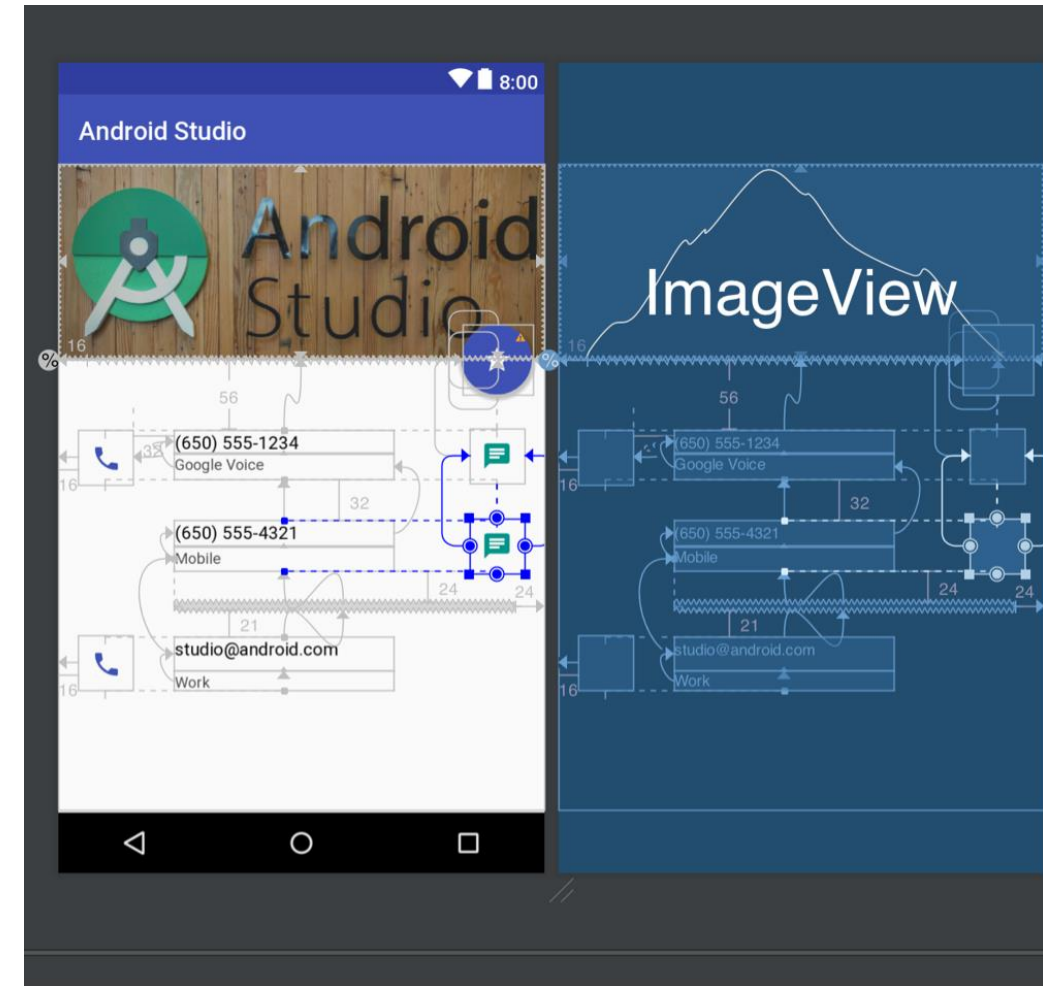 8:00
Android Studio
Android
Studio
16
%
56
(650) 555-1234
32
Google Voice
16
32
(650) 555-4321
Mobile
24
24
21
studio@android.com
Work
16
ImageView
16
%
56
(650) 555-1234
Google Voice
16
32
(650) 555-4321
Mobile
24
24
21
studio@android.com
Work
16